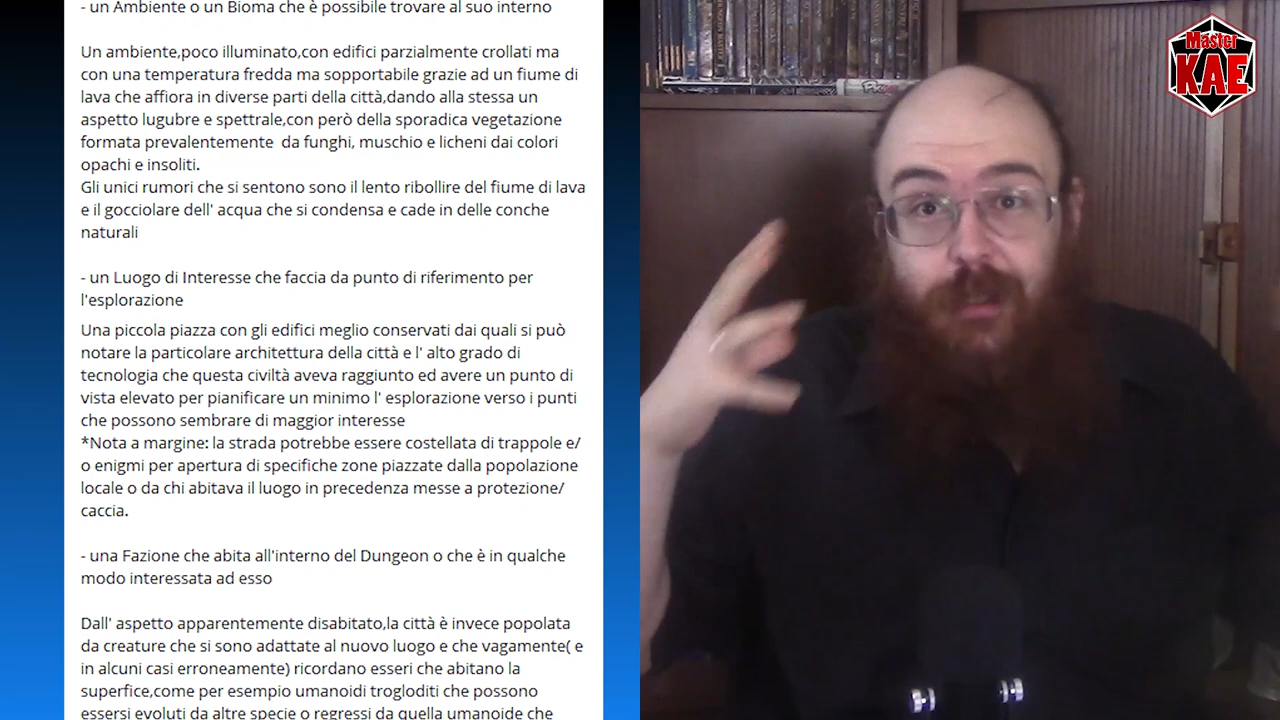 - un Ambiente o un Bioma che è possibile trovare al suo interno
Un ambiente,poco illuminato,con edifici parzialmente crollati ma
con una temperatura fredda ma sopportabile grazie ad un fiume di
lava che affiora in diverse parti della città,dando alla stessa un
aspetto lugubre e spettrale,con però della sporadica vegetazione
formata prevalentemente  da funghi, muschio e licheni dai colori
opachi e insoliti.
Gli unici rumori che si sentono sono il lento ribollire del fiume di lava
e il gocciolare dell' acqua che si condensa e cade in delle conche
naturali
- un Luogo di Interesse che faccia da punto di riferimento per
l'esplorazione
Una piccola piazza con gli edifici meglio conservati dai quali si può
notare la particolare architettura della città e l' alto grado di
tecnologia che questa civiltà aveva raggiunto ed avere un punto di
vista elevato per pianificare un minimo l' esplorazione verso i punti
che possono sembrare di maggior interesse
*Nota a margine: la strada potrebbe essere costellata di trappole e/
o enigmi per apertura di specifiche zone piazzate dalla popolazione
locale o da chi abitava il luogo in precedenza messe a protezione/
caccia.
- una Fazione che abita all'interno del Dungeon o che è in qualche
modo interessata ad esso
Dall' aspetto apparentemente disabitato,la città è invece popolata
da creature che si sono adattate al nuovo luogo e che vagamente( e
in alcuni casi erroneamente) ricordano esseri che abitano la
superfice,come per esempio umanoidi trogloditi che possono
essersi evoluti da altre specie o regressi da quella umanoide che
Master
KAE